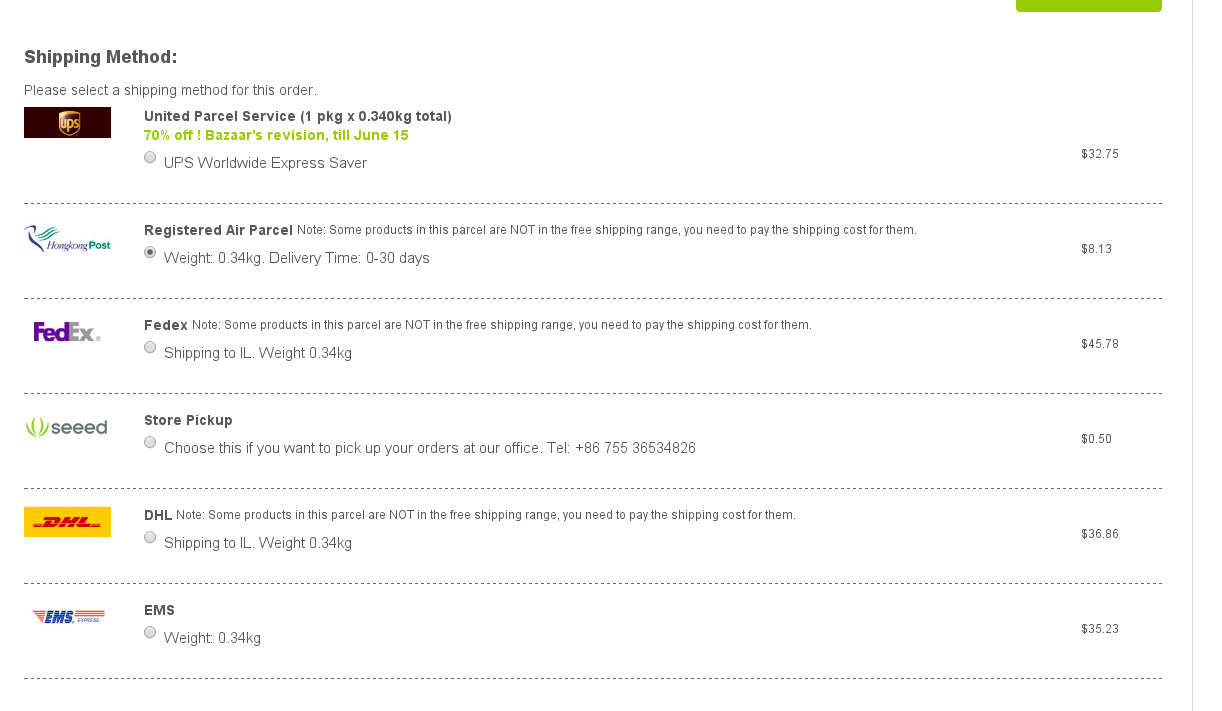 Shipping Method:
Please select a shipping method for this order.
ups
United Parcel Service (1 pkg x 0.340kg total)
70% off ! Bazaar's revision, till June 15
UPS Worldwide Express Saver
$32.75
Hongkong Post
Registered Air Parcel Note: Some products in this parcel are NOT in the free shipping range, you need to pay the shipping cost for them.
Weight: 0.34kg. Delivery Time: 0-30 days
$8.13
FedEx®
Fedex Note: Some products in this parcel are NOT in the free shipping range, you need to pay the shipping cost for them.
Shipping to IL. Weight 0.34kg
$45.78
seeed
Store Pickup
Choose this if you want to pick up your orders at our office. Tel: +86 755 36534826
$0.50
DHL
DHL Note: Some products in this parcel are NOT in the free shipping range, you need to pay the shipping cost for them.
Shipping to IL. Weight 0.34kg
$36.86
EMS EXPRESS
EMS
Weight: 0.34kg
$35.23